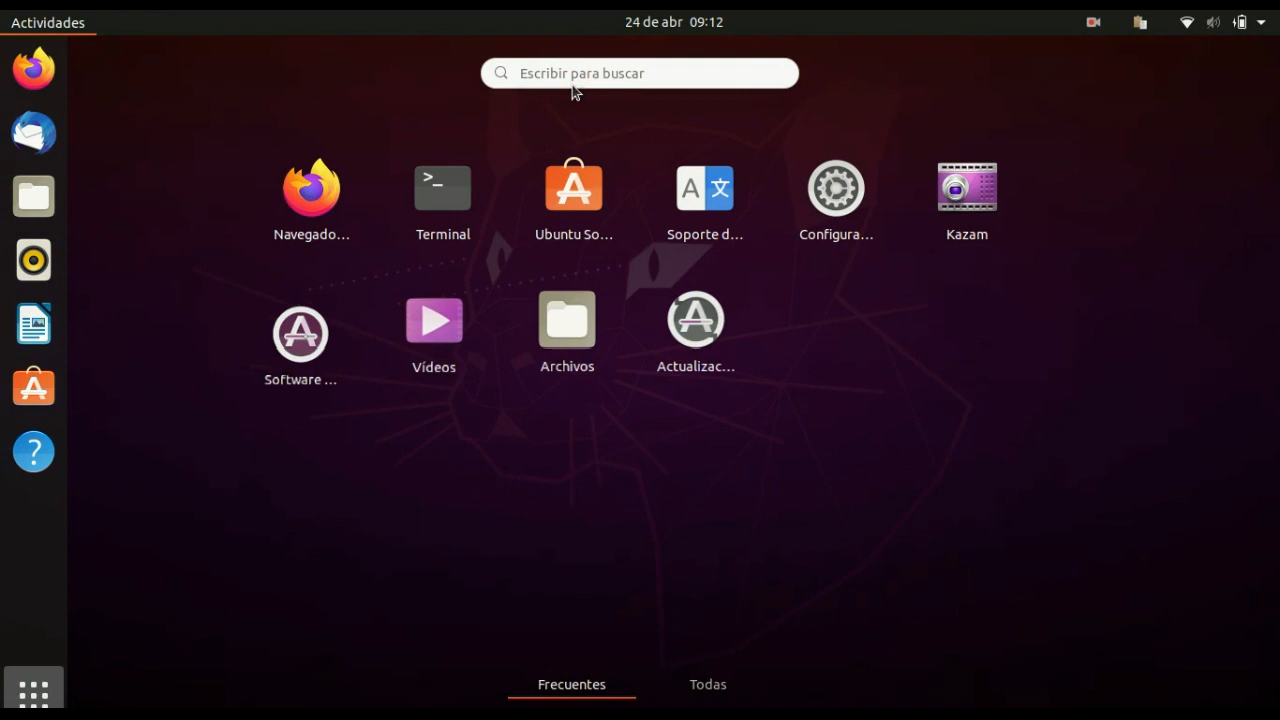 Actividades
24 de abr 09:12
Escribir para buscar
Navegado...
Terminal
Ubuntu So...
Soporte d...
Configura...
Kazam
Software ...
Vídeos
Archivos
Actualizac...
Frecuentes
Todas